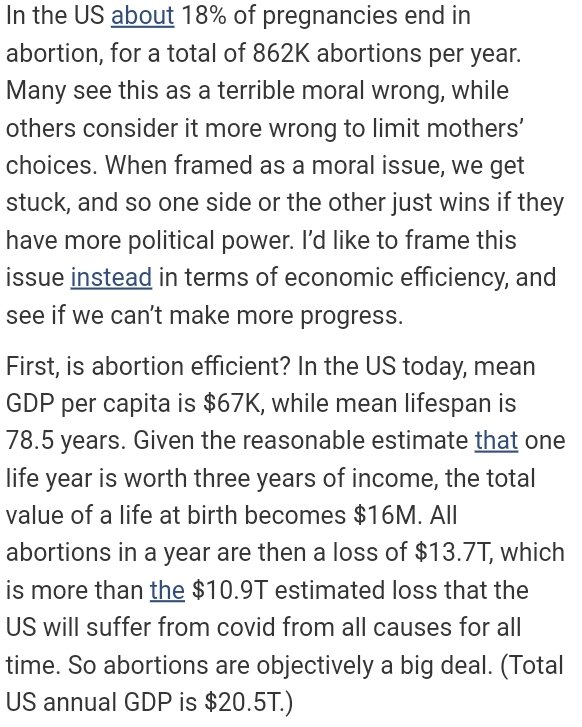 In the US about 18% of pregnancies end in
abortion, for a total of 862K abortions per year.
Many see this as a terrible moral wrong, while
others consider it more wrong to limit mothers’
choices. When framed as a moral issue, we get
stuck, and so one side or the other just wins if they
have more political power. I’d like to frame this
issue instead in terms of economic efficiency, and
see if we can’t make more progress.
First, is abortion efficient? In the US today, mean
GDP per capita is $67K, while mean lifespan is
78.5 years. Given the reasonable estimate that one
life year is worth three years of income, the total
value of a life at birth becomes $16M. All
abortions in a year are then a loss of $13.7T, which
is more than the $10.9T estimated loss that the
US will suffer from covid from all causes for all
time. So abortions are objectively a big deal. (Total
US annual GDP is $20.5T.)